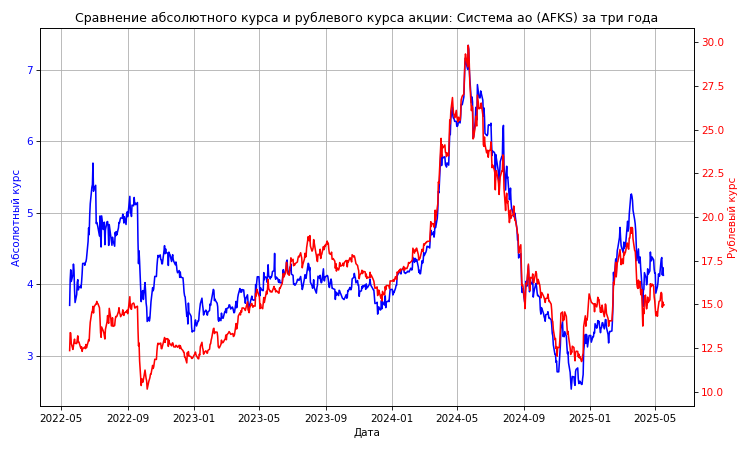 Сравнение абсолютного курса и рублевого курса акции: Система ао (AFKS) за три года
Абсолютный курс
7
6
5
4
3
30.0
27.5
25.0
22.5
20.0
17.5
15.0
12.5
10.0
Рублевый курс
2022-05 2022-09 2023-01 2023-05 2023-09 2024-01 2024-05 2024-09 2025-01 2025-05
Дата